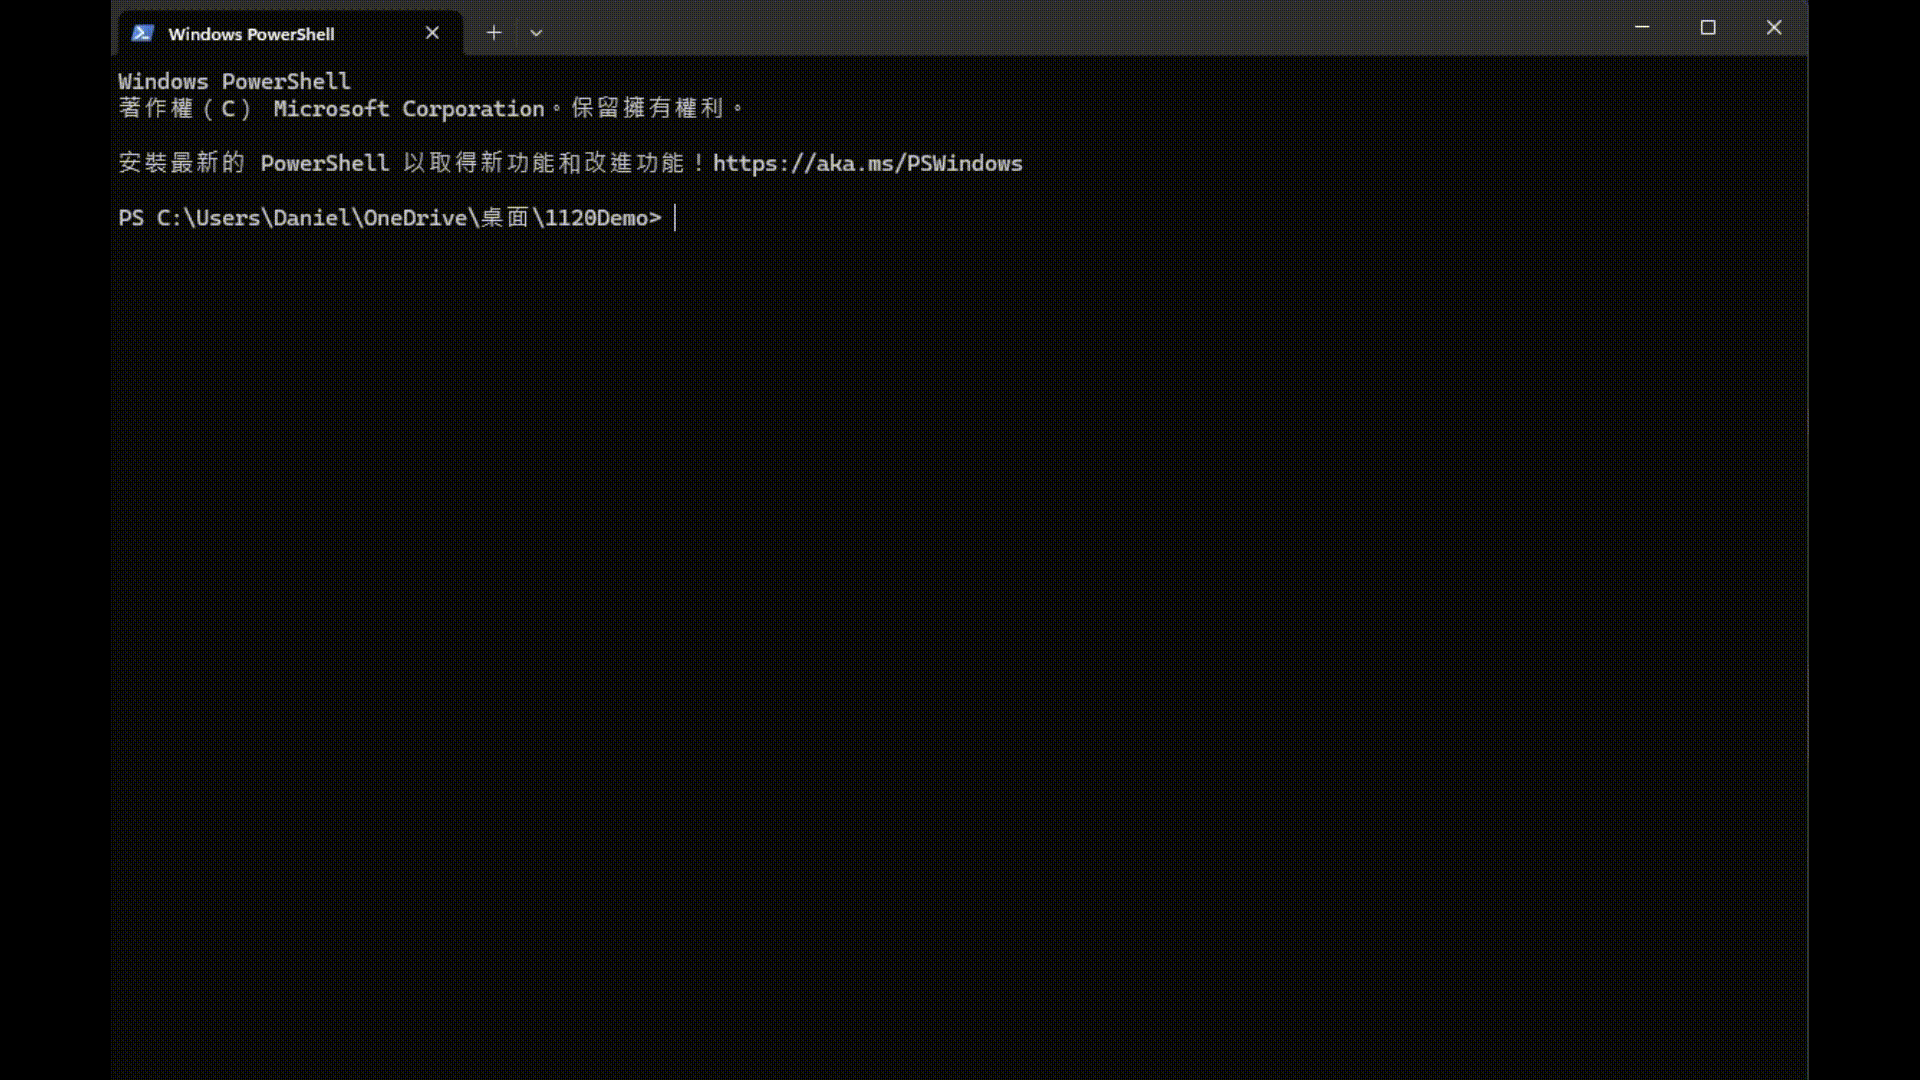 Windows PowerShell
Windows PowerShell
著作權（C） Microsoft Corporation。保留擁有權利。
安裝最新的 PowerShell 以取得新功能和改進功能！https://aka.ms/PSWindows
PS C:\Users\Daniel\OneDrive\桌面\1120Demo>